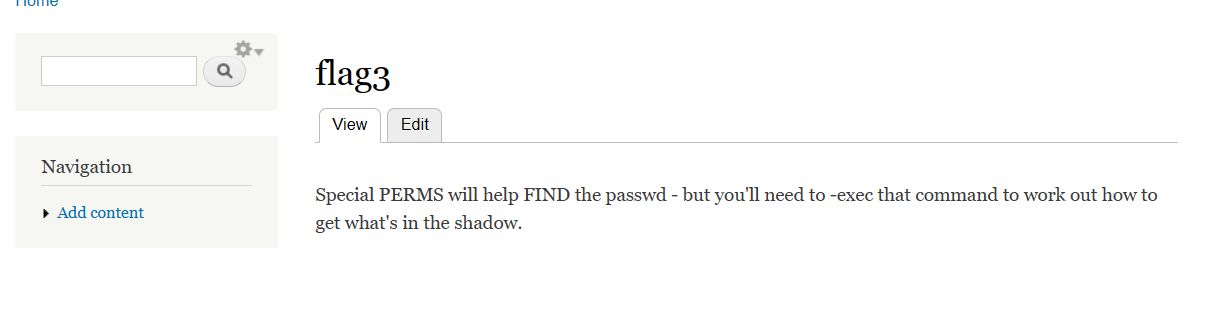 Home
flag3
View Edit
Navigation
Add content
Special PERMS will help FIND the passwd - but you'll need to -exec that command to work out how to
get what's in the shadow.